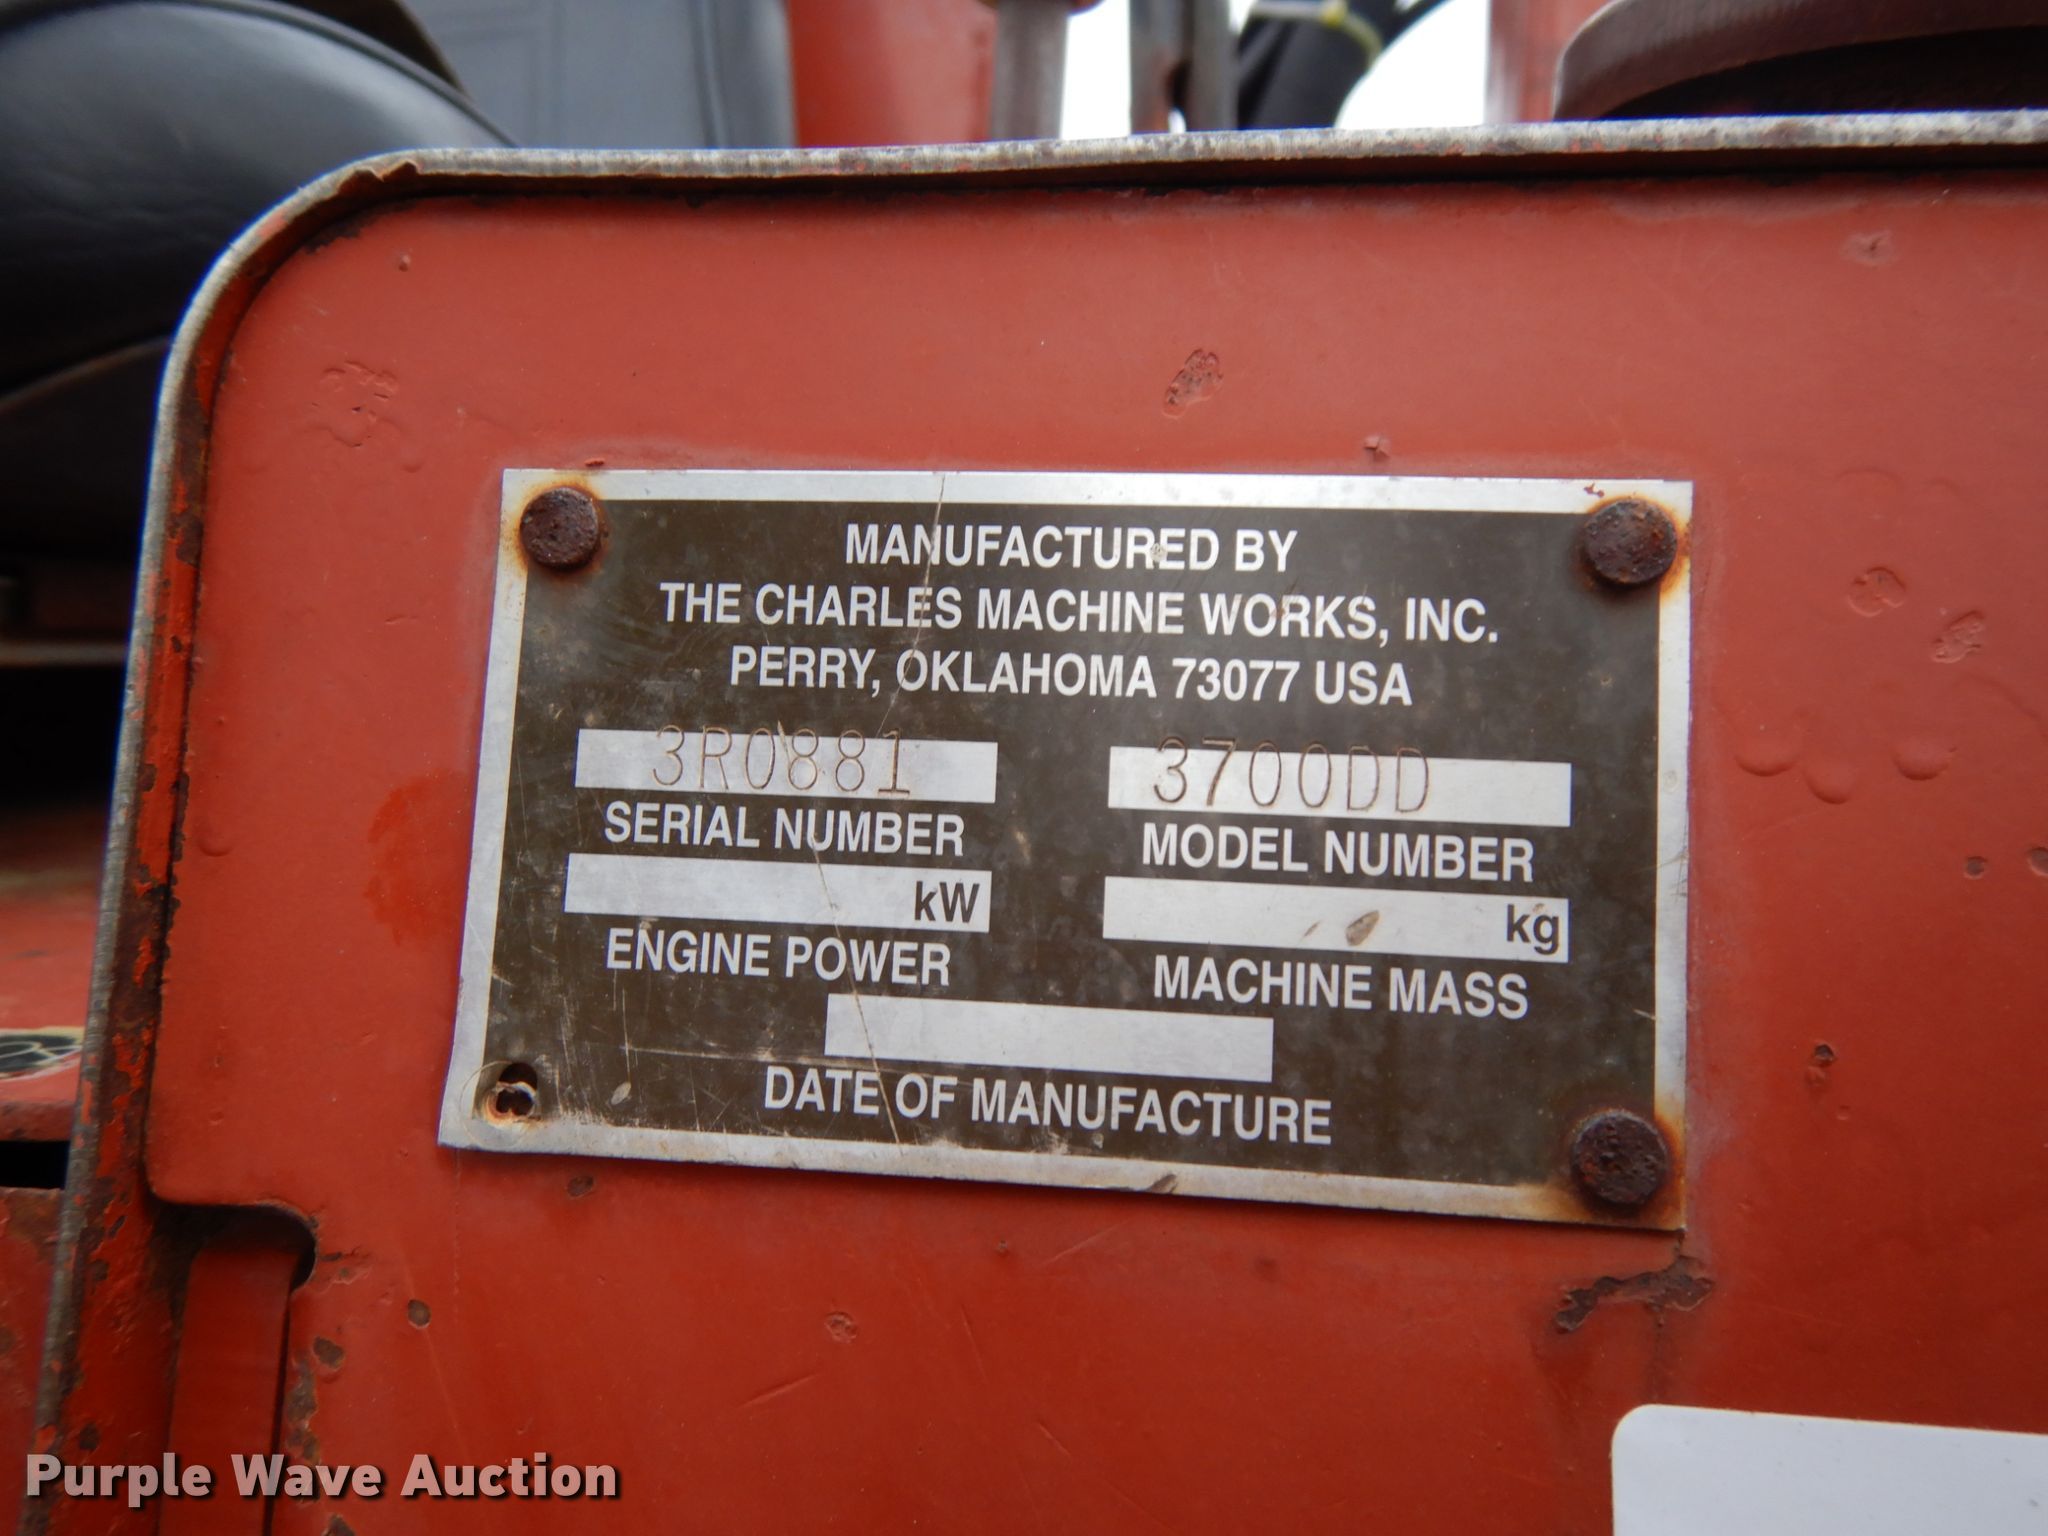 MANUFACTURED BY
THE CHARLES MACHINE WORKS, INC.
PERRY, OKLAHOMA 73077 USA
3R0881 3700DD
SERIAL NUMBER MODEL NUMBER
kW kg
ENGINE POWER MACHINE MASS
DATE OF MANUFACTURE
Purple Wave Auction